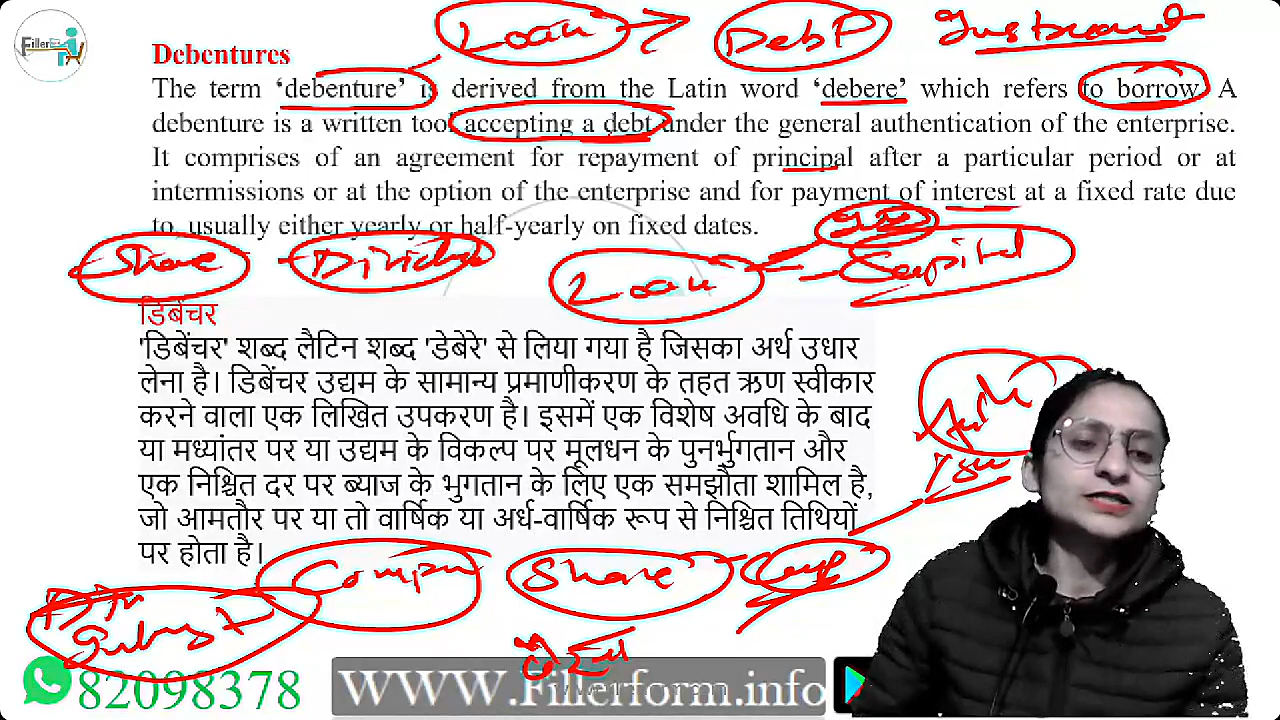 Fillerform
Loan Debt Instrument
Debentures
The term ‘debenture’ is derived from the Latin word ‘debere’ which refers to borrow. A
debenture is a written tool accepting a debt under the general authentication of the enterprise.
It comprises of an agreement for repayment of principal after a particular period or at
intermissions or at the option of the enterprise and for payment of interest at a fixed rate due
to, usually either yearly or half-yearly on fixed dates.
Share Loan
डिबेंचर
'डिबेंचर' शब्द लैटिन शब्द 'डेबेरे' से लिया गया है जिसका अर्थ उधार
लेना है। डिबेंचर उद्यम के सामान्य प्रमाणीकरण के तहत ऋण स्वीकार
करने वाला एक लिखित उपकरण है। इसमें एक विशेष अवधि के बाद
या मध्यांतर पर या उद्यम के विकल्प पर मूलधन के पुनर्भुगतान और
एक निश्चित दर पर ब्याज के भुगतान के लिए एक समझौता शामिल है,
जो आमतौर पर या तो वार्षिक या अर्ध-वार्षिक रूप से निश्चित तिथियों
पर होता है।
Share
82098378
WWW.Fillerform.info